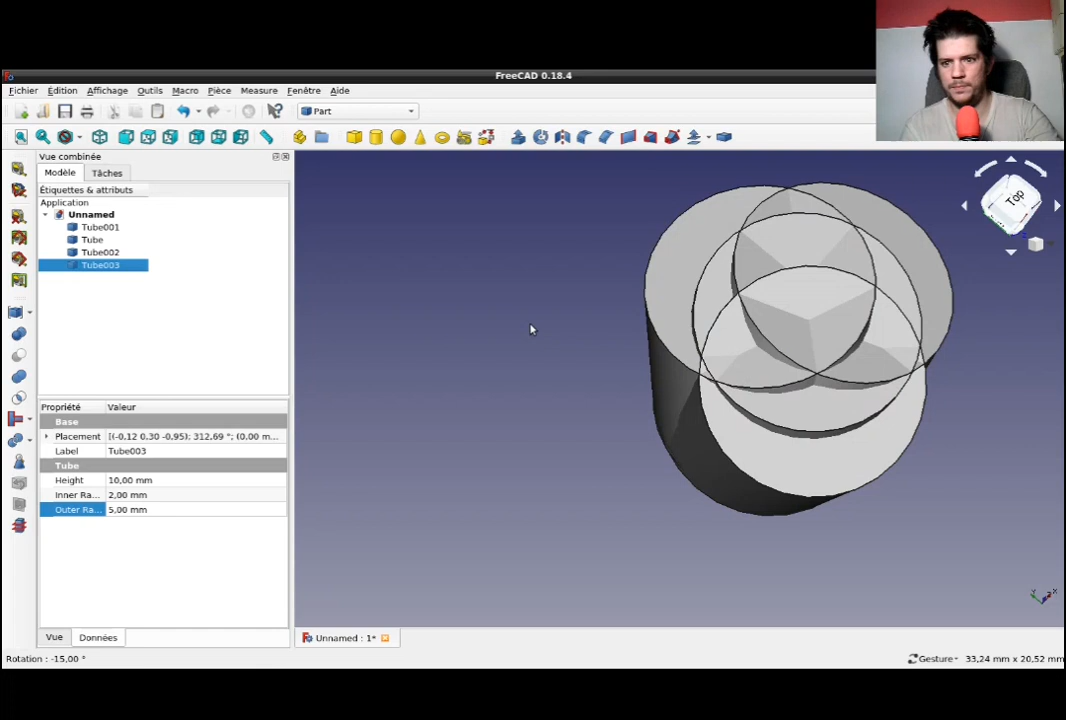 FreeCAD 0.18.4
Fichier Édition Affichage Outils Macro Pièce Measure Fenêtre Aide
Part
Vue combinée
Modèle Tâches
Étiquettes & attributs
Application
Unnamed
Tube001
Tube
Tube002
Tube003
Top
Propriété Valeur
Base
Placement [(-0.12 0.30 -0.95); 312.69 °; (0.00 m...
Label Tube003
Tube
Height 10,00 mm
Inner Ra... 2,00 mm
Outer Ra... 5,00 mm
Vue Données
Unnamed : 1*
Rotation : -15,00 °
Gesture
33,24 mm x 20,52 mm